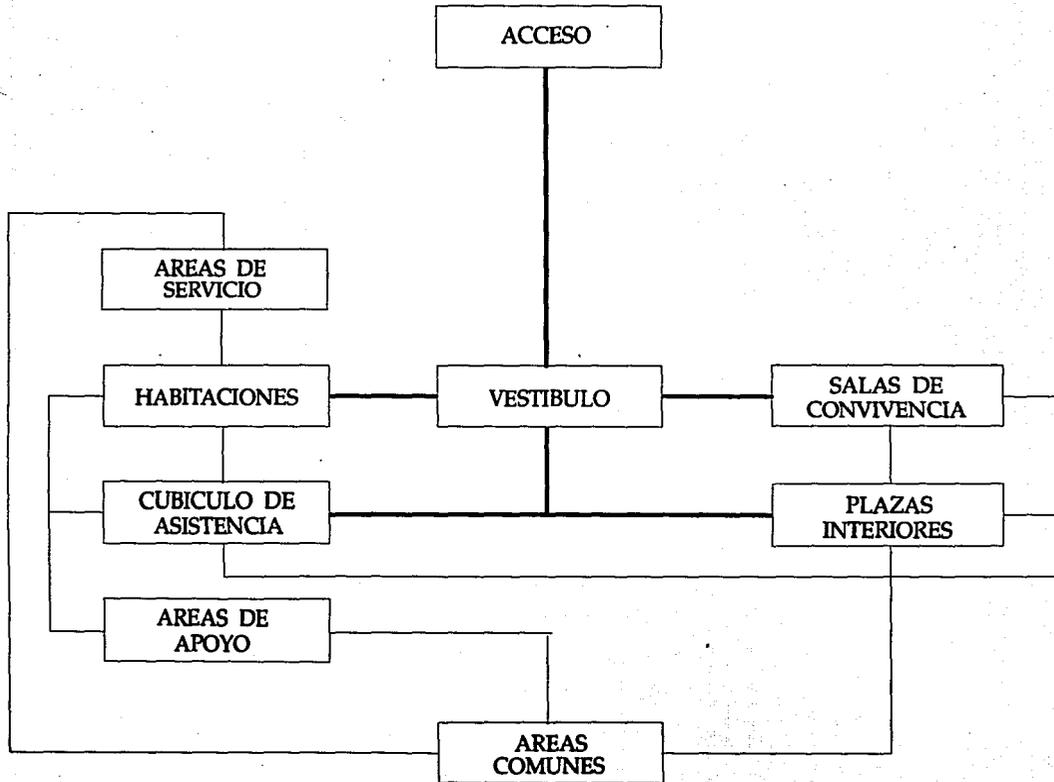 ACCESO
AREAS DE
SERVICIO
HABITACIONES
VESTIBULO
SALAS DE
CONVIVENCIA
CUBICULO DE
ASISTENCIA
PLAZAS
INTERIORES
AREAS DE
APOYO
AREAS
COMUNES